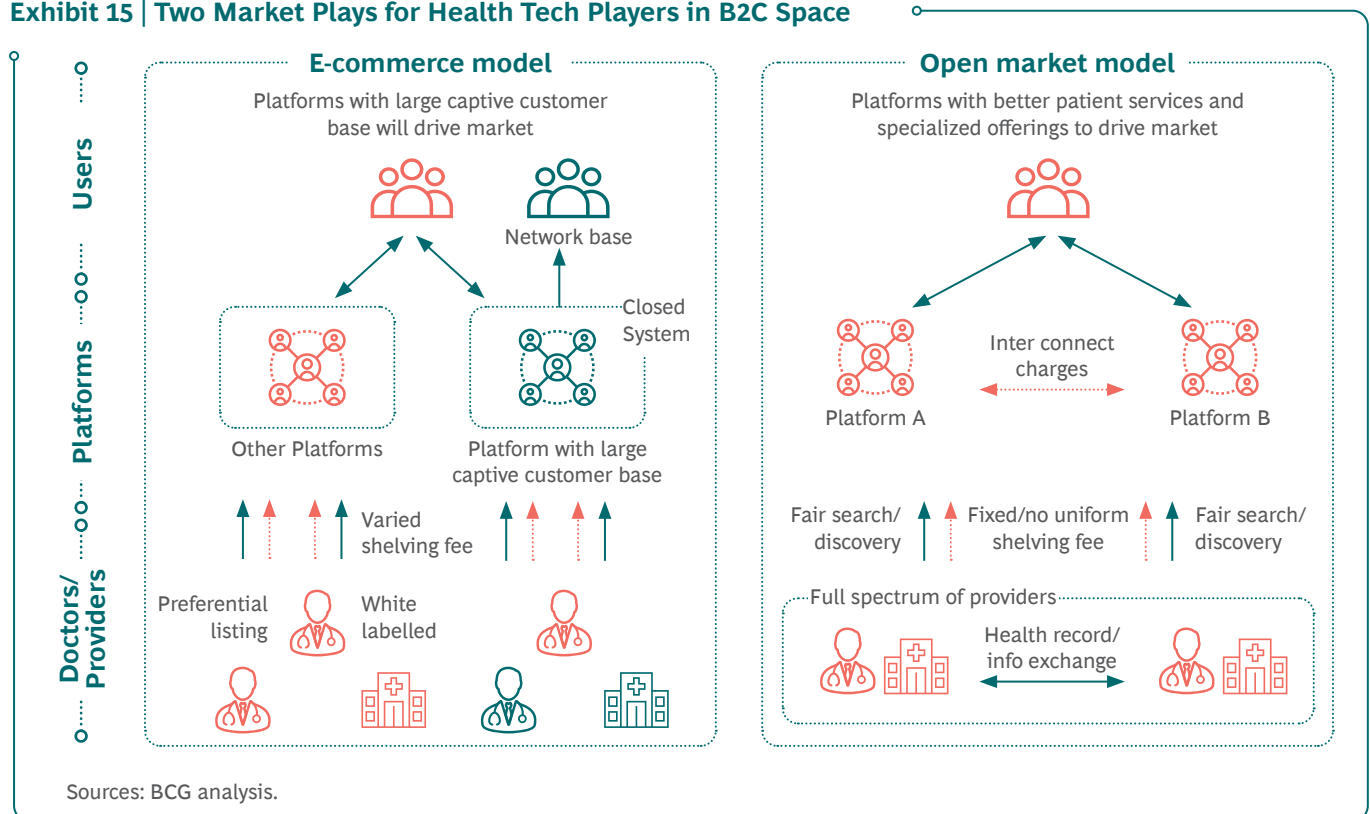 Exhibit 15 | Two Market Plays for Health Tech Players in B2C Space
Users
Platforms
Doctors/
Providers
E-commerce model
Platforms with large captive customer
base will drive market
Network base
Closed
System
Other Platforms
Platform with large
captive customer base
Varied
shelving fee
Preferential
listing
White
labelled
Open market model
Platforms with better patient services and
specialized offerings to drive market
Inter connect
charges
Platform A
Platform B
Fair search/
discovery
Fixed/no uniform
shelving fee
Fair search/
discovery
Full spectrum of providers
Health record/
info exchange
Sources: BCG analysis.